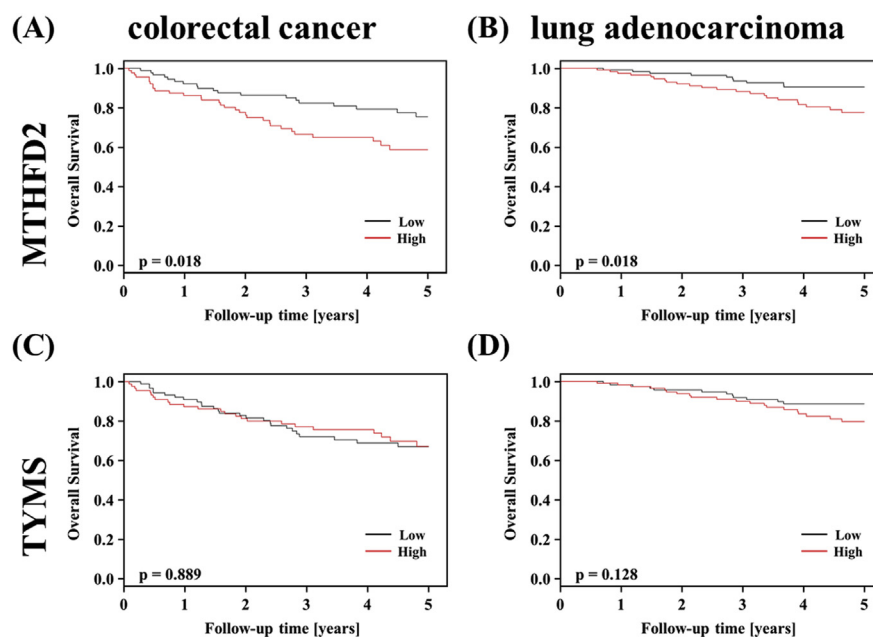 (A) colorectal cancer
(B) lung adenocarcinoma
MTHFD2
Overall Survival
1.0
0.8
0.6
0.4
0.2
0.0
Low
High
p = 0.018
0 1 2 3 4 5
Follow-up time [years]
Overall Survival
1.0
0.8
0.6
0.4
0.2
0.0
Low
High
p = 0.018
0 1 2 3 4 5
Follow-up time [years]
(C)
(D)
TYMS
Overall Survival
1.0
0.8
0.6
0.4
0.2
0.0
Low
High
p = 0.889
0 1 2 3 4 5
Follow-up time [years]
Overall Survival
1.0
0.8
0.6
0.4
0.2
0.0
Low
High
p = 0.128
0 1 2 3 4 5
Follow-up time [years]